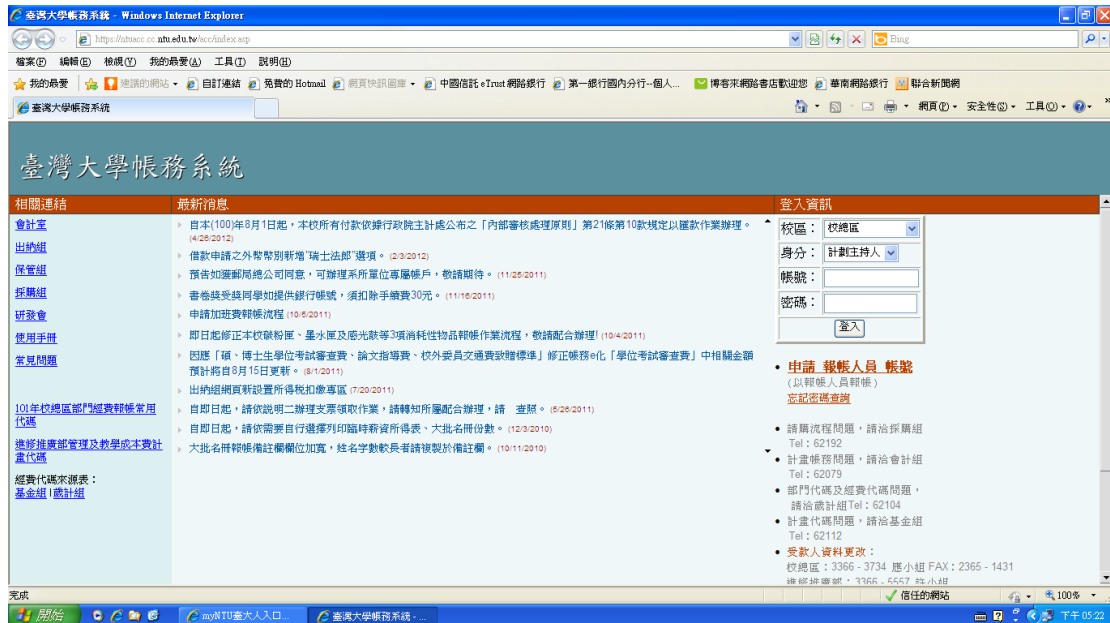 臺灣大學帳務系統 - Windows Internet Explorer
https://ntuacc.cc.ntu.edu.tw/acc/index.asp
Bing
檔案(F) 編輯(E) 檢視(V) 我的最愛(A) 工具(T) 說明(H)
我的最愛 建議的網站 自訂連結 免費的 Hotmail 網頁快訊圖庫 中國信託 eTrust 網路銀行 第一銀行國內分行--個人... 博客來網路書店歡迎您 華南網路銀行 聯合新聞網
臺灣大學帳務系統
網頁(P) 安全性(S) 工具(O)
臺灣大學帳務系統
相關連結
會計室
出納組
保管組
採購組
研發會
使用手冊
常見問題
101年校總區部門經費報帳常用
代碼
進修推廣部管理及教學成本費計
畫代碼
經費代碼來源表：
基金組 | 歲計組
最新消息
自本(100)年8月1日起，本校所有付款依據行政院主計處公布之「內部審核處理原則」第21條第10款規定以匯款作業辦理。
(4/26/2012)
借款申請之外幣幣別新增"瑞士法郎"選項。 (2/3/2012)
預告如獲郵局總公司同意，可辦理系所單位專屬帳戶，敬請期待。 (11/25/2011)
書卷獎受獎同學如提供銀行帳號，須扣除手續費30元。 (11/16/2011)
申請加班費報帳流程 (10/6/2011)
即日起修正本校碳粉匣、墨水匣及感光鼓等3項消耗性物品報帳作業流程，敬請配合辦理! (10/4/2011)
因應「碩、博士生學位考試審查費、論文指導費、校外委員交通費致贈標準」修正帳務e化「學位考試審查費」中相關金額
預計將自8月15日更新。 (8/1/2011)
出納組網頁新設置所得稅扣繳專區 (7/20/2011)
自即日起，請依說明二辦理支票領取作業，請轉知所屬配合辦理，請 查照。 (5/26/2011)
自即日起，請依需要自行選擇列印臨時薪資所得表、大批名冊份數。 (12/3/2010)
大批名冊報帳備註欄欄位加寬，姓名字數較長者請複製於備註欄。 (10/11/2010)
登入資訊
校區： 校總區
身分： 計劃主持人
帳號：
密碼：
登入
申請 報帳人員 帳號
(以報帳人員報帳)
忘記密碼查詢
請購流程問題，請洽採購組
Tel：62192
計畫帳務問題，請洽會計組
Tel：62079
部門代碼及經費代碼問題，
請洽歲計組Tel：62104
計畫代碼問題，請洽基金組
Tel：62112
受款人資料更改：
校總區：3366 - 3734 應小姐 FAX：2365 - 1431
進修推廣部：3366 - 5557 許小姐
完成
信任的網站
100%
開始
myNTU臺大人入口...
臺灣大學帳務系統 - ...
下午 05:22